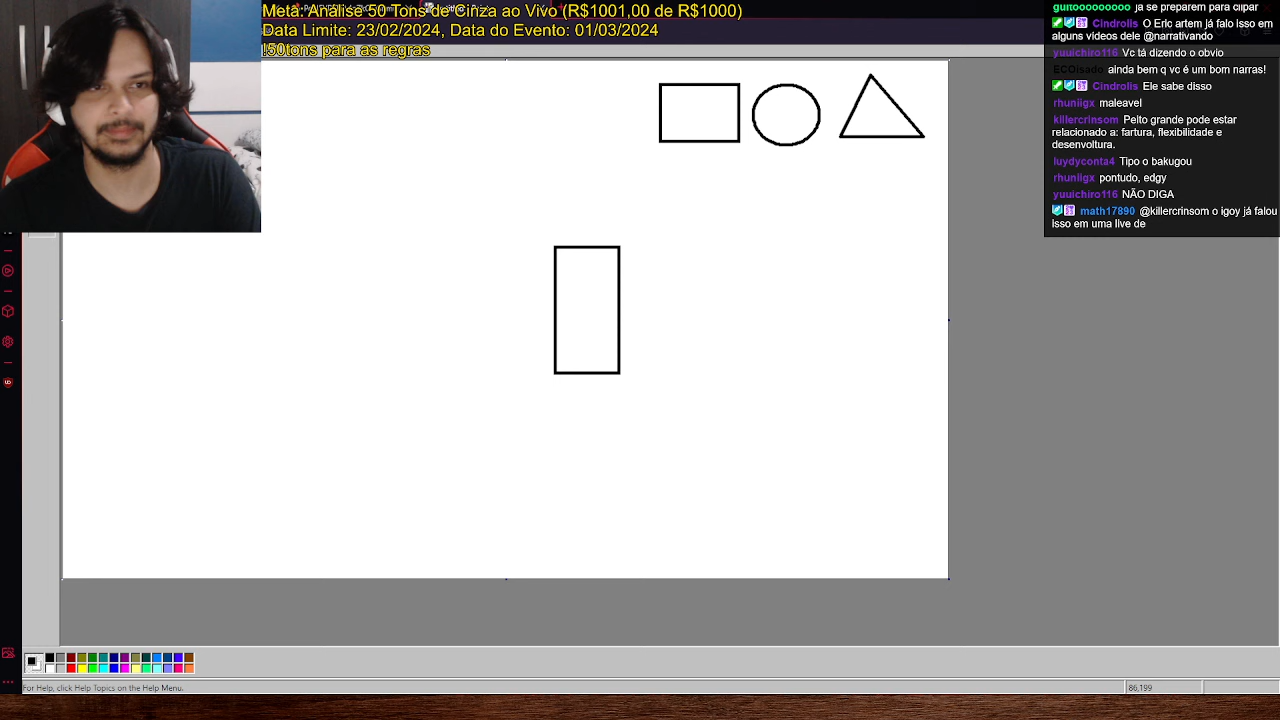 Meta: Análise 50 Tons de Cinza ao Vivo (R$1001,00 de R$1000)
Data Limite: 23/02/2024, Data do Evento: 01/03/2024
!50tons para as regras
guitoooooooo já se preparem para clipar
Cindrolis O Eric artem já falo isso em
alguns vídeos dele @narrativando
yuuichiro116 Vc tá dizendo o obvio
ECOisado ainda bem q vc é um bom narras!
Cindrolis Ele sabe disso
rhuniigx maleavel
killercrinsom Peito grande pode estar
relacionado a: fartura, flexibilidade e
desenvoltura.
luydyconta4 Tipo o bakugou
rhuniigx pontudo, edgy
yuuichiro116 NÃO DIGA
math17890 @killercrinsom o igoy já falou
isso em uma live de
For Help, click Help Topics on the Help Menu.
86,199